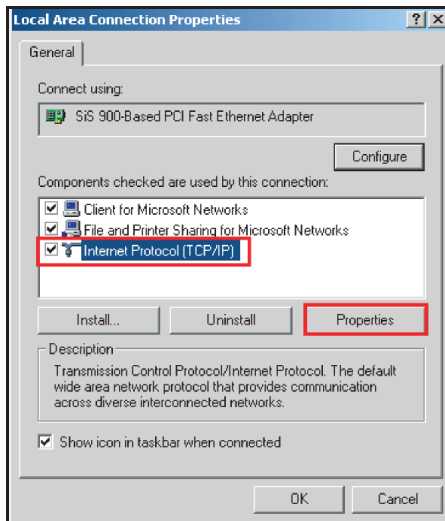 Local Area Connection Properties
General
Connect using:
SiS 900-Based PCI Fast Ethernet Adapter
Configure
Components checked are used by this connection:
Client for Microsoft Networks
File and Printer Sharing for Microsoft Networks
Internet Protocol (TCP/IP)
Install... Uninstall Properties
Description
Transmission Control Protocol/Internet Protocol. The default
wide area network protocol that provides communication
across diverse interconnected networks.
Show icon in taskbar when connected
OK Cancel